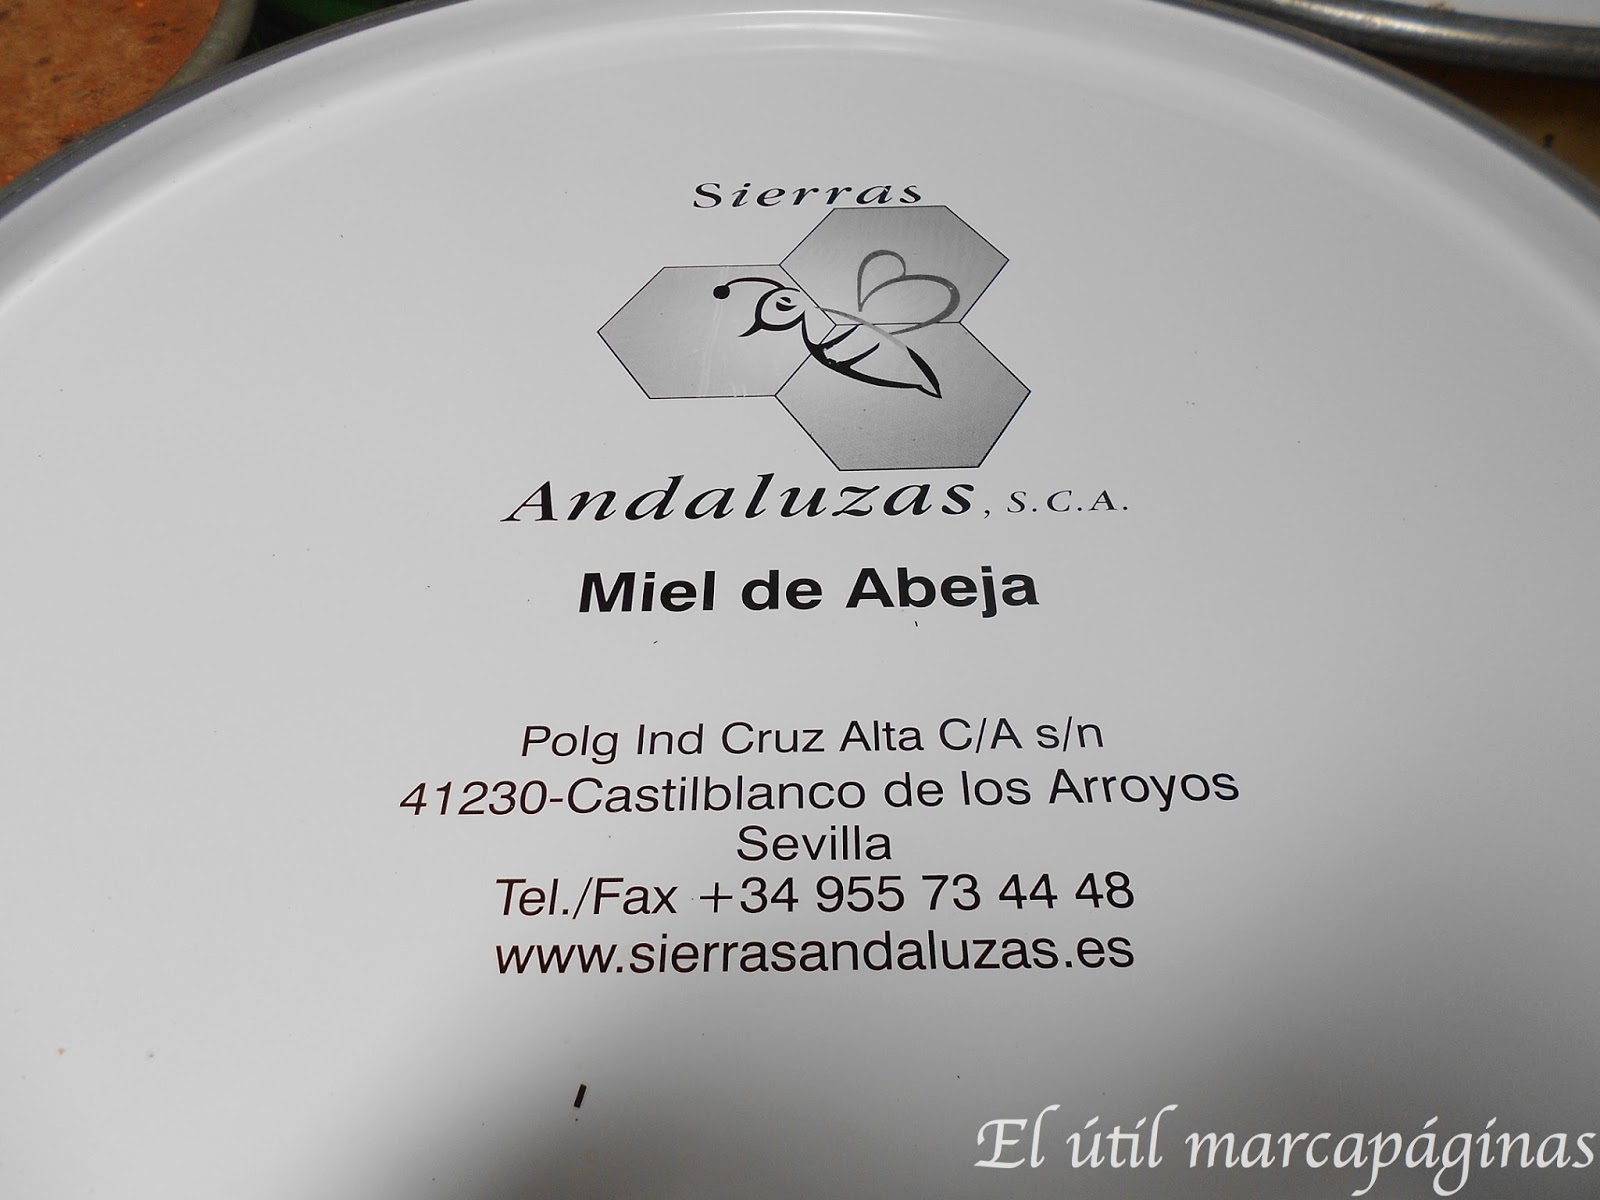 Sierras
Andaluzas, S.C.A.
Miel de Abeja
Polg Ind Cruz Alta C/A s/n
41230-Castilblanco de los Arroyos
Sevilla
Tel./Fax +34 955 73 44 48
www.sierrasandaluzas.es
El útil marcapáginas